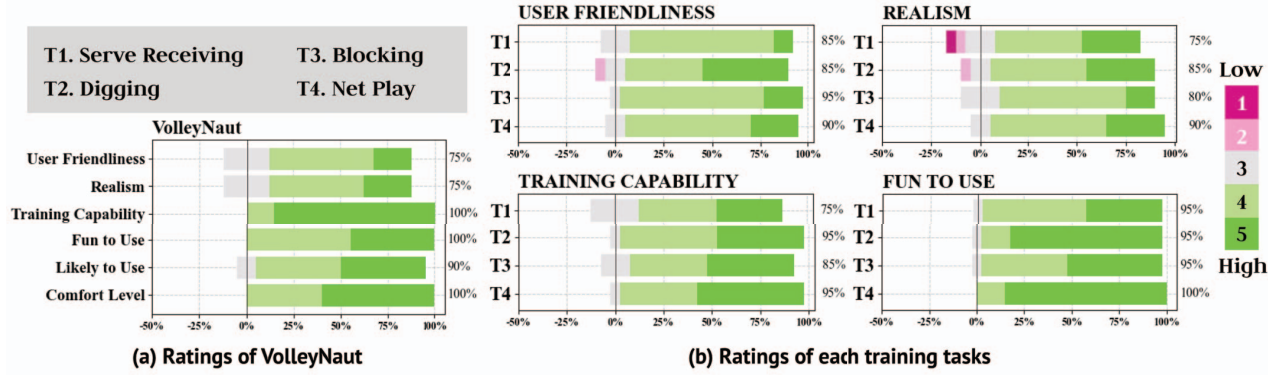 T1. Serve Receiving
T2. Digging
T3. Blocking
T4. Net Play
VolleyNaut
User Friendliness 75%
Realism 75%
Training Capability 100%
Fun to Use 100%
Likely to Use 90%
Comfort Level 100%
-50% -25% 0% 25% 50% 75% 100%
(a) Ratings of VolleyNaut
USER FRIENDLINESS
T1 85%
T2 85%
T3 95%
T4 90%
-50% -25% 0% 25% 50% 75% 100%
REALISM
T1 75%
T2 85%
T3 80%
T4 90%
-50% -25% 0% 25% 50% 75% 100%
TRAINING CAPABILITY
T1 75%
T2 95%
T3 85%
T4 95%
-50% -25% 0% 25% 50% 75% 100%
FUN TO USE
T1 95%
T2 95%
T3 95%
T4 100%
-50% -25% 0% 25% 50% 75% 100%
(b) Ratings of each training tasks
Low
1
2
3
4
5
High